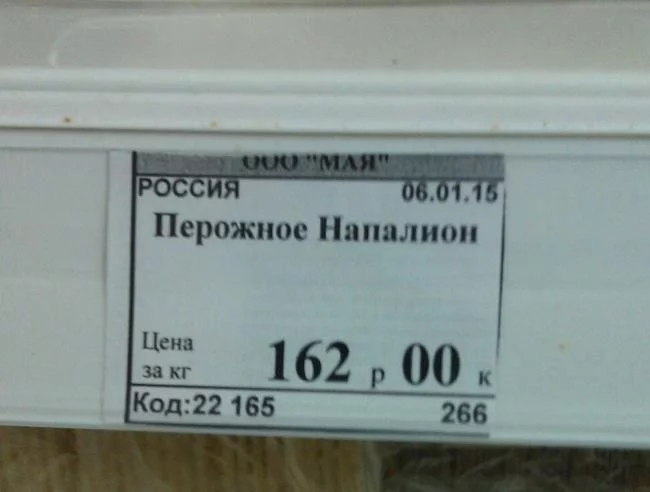 ООО "МАЯ"
РОССИЯ 06.01.15
Перожное Напалион
Цена
за кг 162 р 00 к
Код:22 165 266